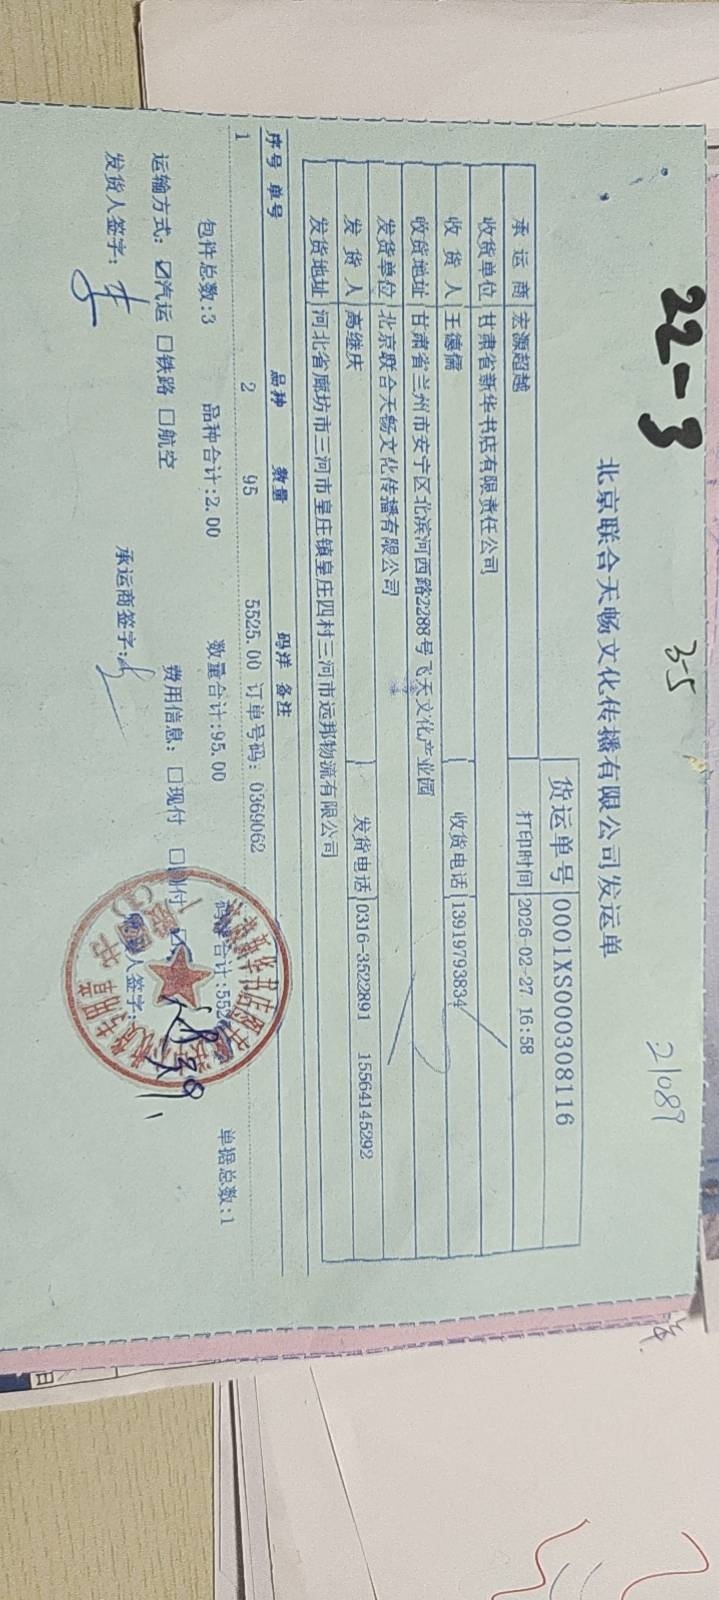 22-3
3-5
21089
北京联合天畅文化传播有限公司发运单
货运单号 0001XS000308116
承运商 宏源超越 打印时间 2026-02-27 16:58
收货单位 甘肃省新华书店有限责任公司
收货人 王德儒 收货电话 13919793834
收货地址 甘肃省兰州市安宁区北滨河西路2288号飞天文化产业园
发货单位 北京联合天畅文化传播有限公司
发货人 高继庆 发货电话 0316-3522891 15564145292
发货地址 河北省廊坊市三河市皇庄镇皇庄四村三河市远邦物流有限公司
序号 单号 品种 数量 码洋 备注
1 2 95 5525.00 订单号码: 0369062
包件总数:3 品种合计:2.00 数量合计:95.00 码洋合计:552 单据总数:1
运输方式: ☑汽运 □铁路 □航空 费用信息: □现付 □到付
发货人签字: 承运商签字: 收货人签字: